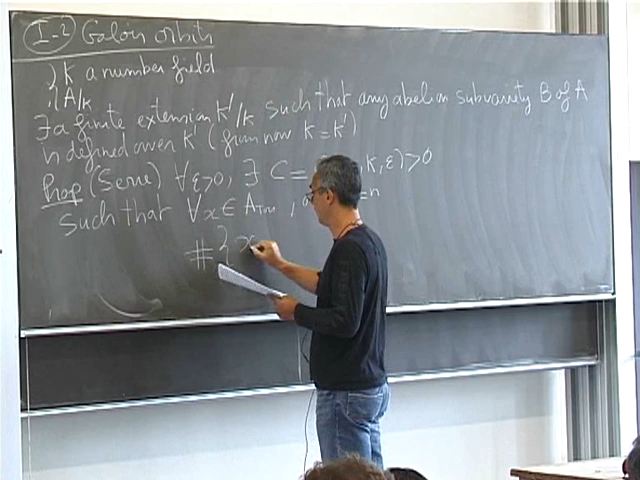 I-2 Galois orbits
k a number field
A/k
∃ a finite extension k'/k such that any abelian subvariety B of A
is defined over k' (from now k = k')
Prop (Serre) ∀ε>0, ∃ C = , k, ε) > 0
such that ∀x ∈ A Tors , = n
# { x